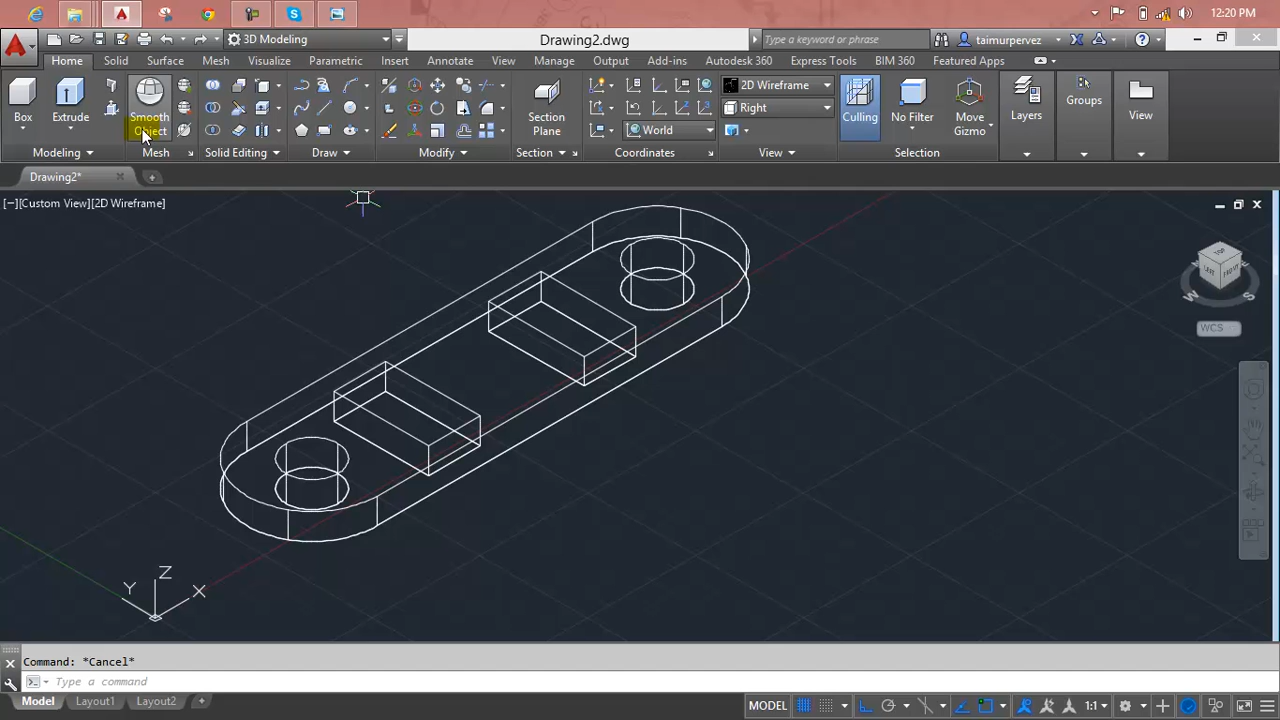 12:20 PM
3D Modeling
Drawing2.dwg
Type a keyword or phrase
taimurpervez
Home Solid Surface Mesh Visualize Parametric Insert Annotate View Manage Output Add-ins Autodesk 360 Express Tools BIM 360 Featured Apps
Box
Extrude
Smooth
Object
Section
Plane
2D Wireframe
Right
World
Culling
No Filter
Move
Gizmo
Layers
Groups
View
Modeling Mesh Solid Editing Draw Modify Section Coordinates View Selection
Drawing2*
[−][Custom View][2D Wireframe]
TOP
LEFT
FRONT
W
S
WCS
Z
Y
X
Command: *Cancel*
Type a command
Model Layout1 Layout2
MODEL
1:1